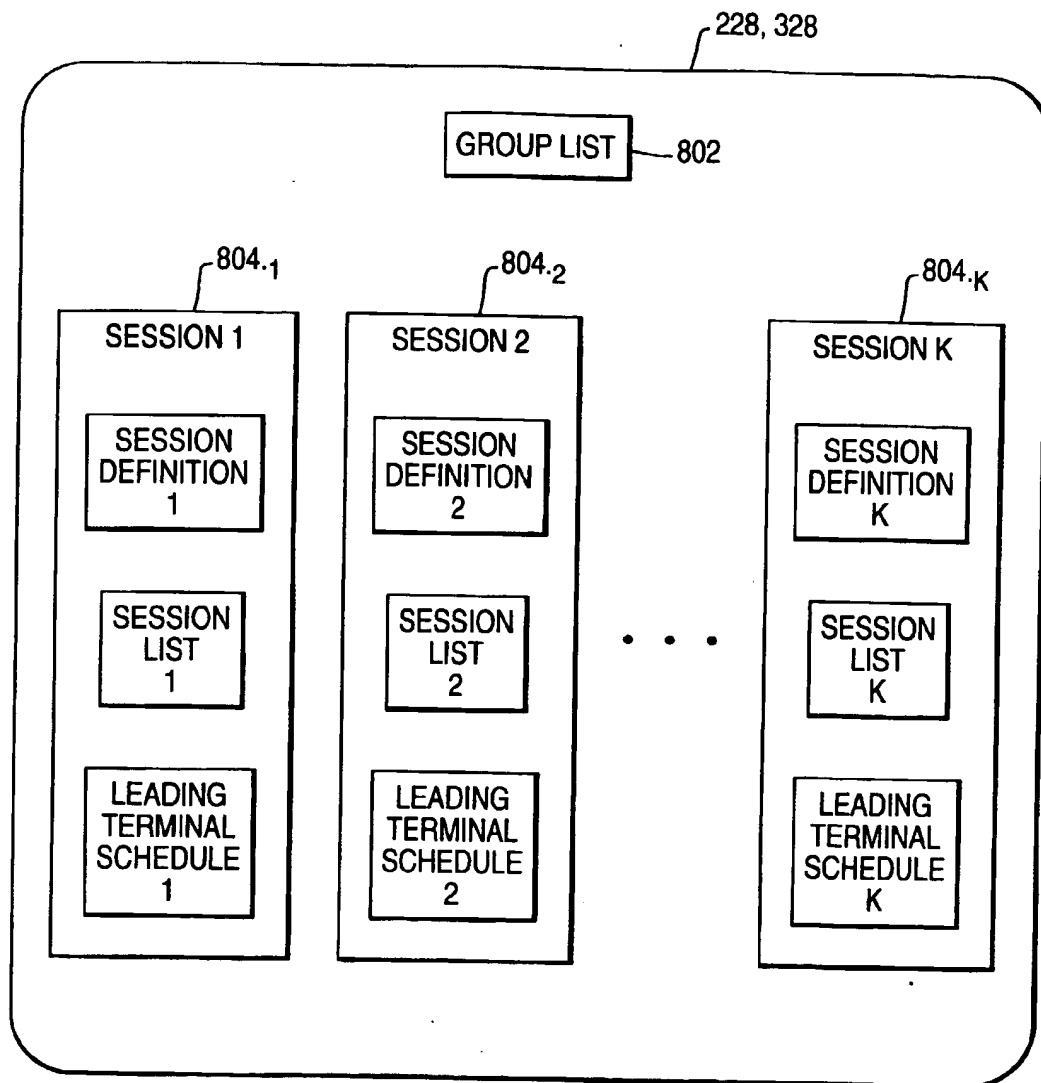 228, 328
GROUP LIST
802
804.1
804.2
804.K
SESSION 1
SESSION DEFINITION 1
SESSION LIST 1
LEADING TERMINAL SCHEDULE 1
SESSION 2
SESSION DEFINITION 2
SESSION LIST 2
LEADING TERMINAL SCHEDULE 2
• • •
SESSION K
SESSION DEFINITION K
SESSION LIST K
LEADING TERMINAL SCHEDULE K